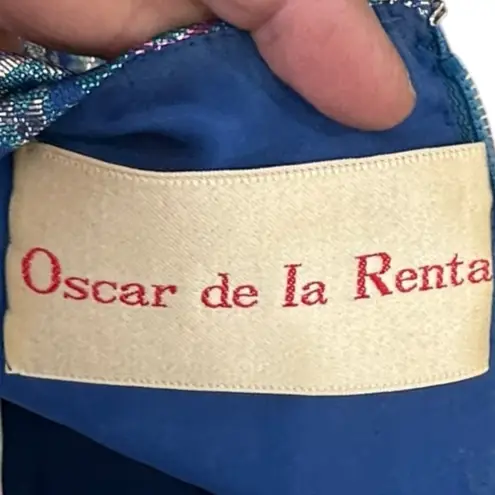 Oscar de la Renta